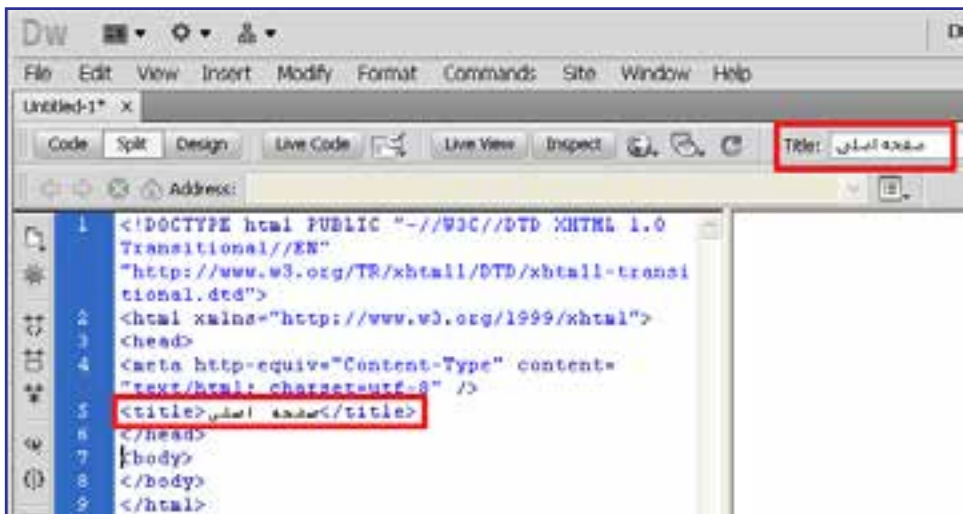 Dw
D
File Edit View Insert Modify Format Commands Site Window Help
Untitled-1* x
Code Split Design Live Code Live View Inspect Title: صفحه اصلی
Address:
1 <!DOCTYPE html PUBLIC "-//W3C//DTD XHTML 1.0
Transitional//EN"
"http://www.w3.org/TR/xhtml1/DTD/xhtml1-transi
tional.dtd">
2 <html xmlns="http://www.w3.org/1999/xhtml">
3 <head>
4 <meta http-equiv="Content-Type" content=
"text/html; charset=utf-8" />
5 <title>صفحه اصلی</title>
6 </head>
7 <body>
8 </body>
9 </html>